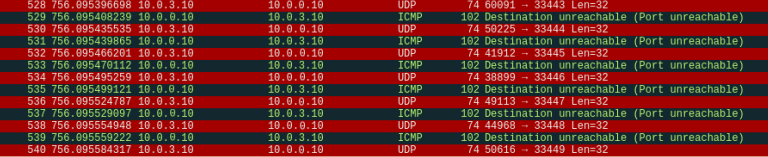 528 756.095396698 10.0.3.10 10.0.0.10 UDP 74 60091 → 33443 Len=32
529 756.095408239 10.0.0.10 10.0.3.10 ICMP 102 Destination unreachable (Port unreachable)
530 756.095435535 10.0.3.10 10.0.0.10 UDP 74 50225 → 33444 Len=32
531 756.095439865 10.0.0.10 10.0.3.10 ICMP 102 Destination unreachable (Port unreachable)
532 756.095466201 10.0.3.10 10.0.0.10 UDP 74 41912 → 33445 Len=32
533 756.095470112 10.0.0.10 10.0.3.10 ICMP 102 Destination unreachable (Port unreachable)
534 756.095495259 10.0.3.10 10.0.0.10 UDP 74 38899 → 33446 Len=32
535 756.095499121 10.0.0.10 10.0.3.10 ICMP 102 Destination unreachable (Port unreachable)
536 756.095524787 10.0.3.10 10.0.0.10 UDP 74 49113 → 33447 Len=32
537 756.095529097 10.0.0.10 10.0.3.10 ICMP 102 Destination unreachable (Port unreachable)
538 756.095554948 10.0.3.10 10.0.0.10 UDP 74 44968 → 33448 Len=32
539 756.095559222 10.0.0.10 10.0.3.10 ICMP 102 Destination unreachable (Port unreachable)
540 756.095584317 10.0.3.10 10.0.0.10 UDP 74 50616 → 33449 Len=32